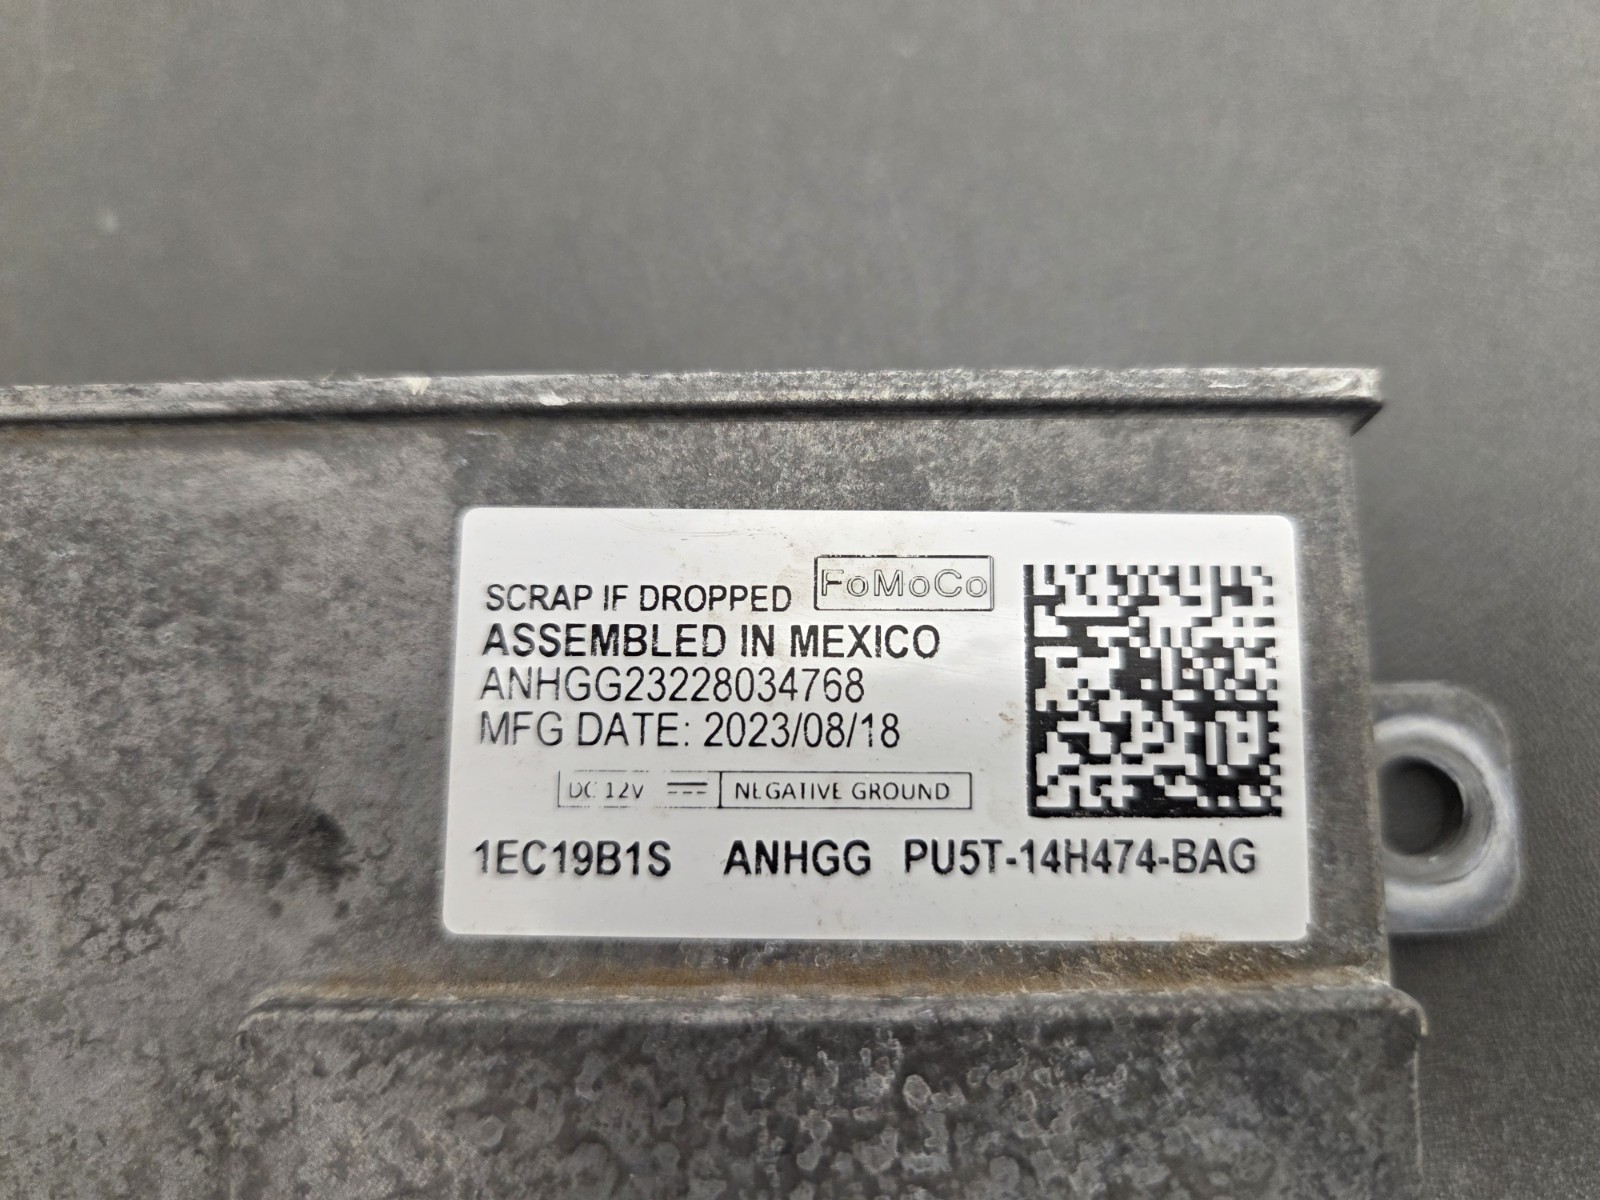 SCRAP IF DROPPED FoMoCo
ASSEMBLED IN MEXICO
ANHGG23228034768
MFG DATE: 2023/08/18
DC 12V NEGATIVE GROUND
1EC19B1S ANHGG PU5T-14H474-BAG